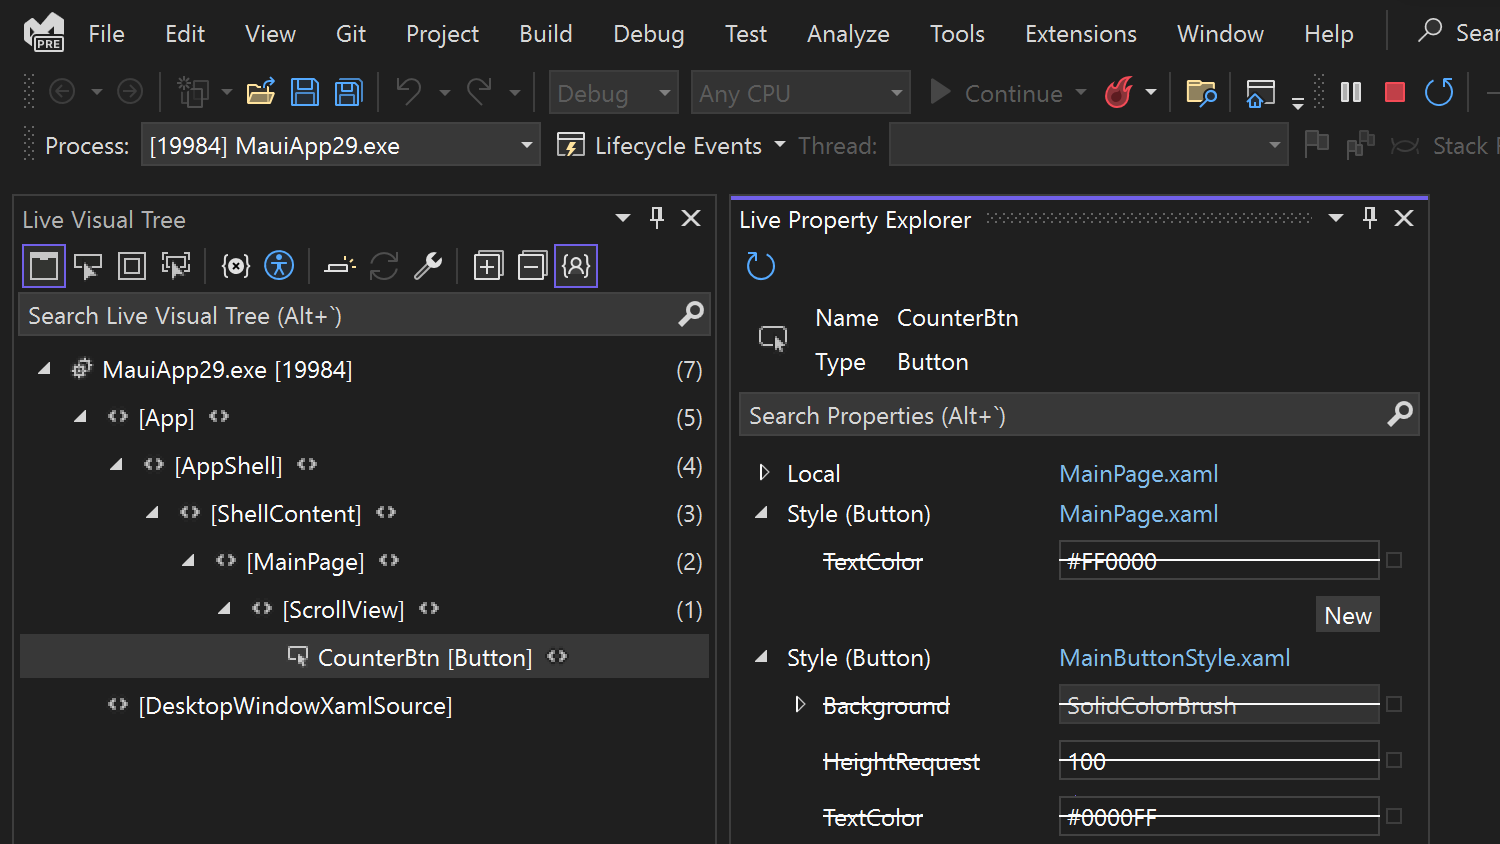 PRE File Edit View Git Project Build Debug Test Analyze Tools Extensions Window Help
Debug Any CPU Continue
Process: [19984] MauiApp29.exe Lifecycle Events Thread: Stack
Live Visual Tree
Search Live Visual Tree (Alt+`)
MauiApp29.exe [19984] (7)
[App] (5)
[AppShell] (4)
[ShellContent] (3)
[MainPage] (2)
[ScrollView] (1)
CounterBtn [Button]
[DesktopWindowXamlSource]
Live Property Explorer
Name CounterBtn
Type Button
Search Properties (Alt+`)
Local MainPage.xaml
Style (Button) MainPage.xaml
TextColor #FF0000
New
Style (Button) MainButtonStyle.xaml
Background SolidColorBrush
HeightRequest 100
TextColor #0000FF